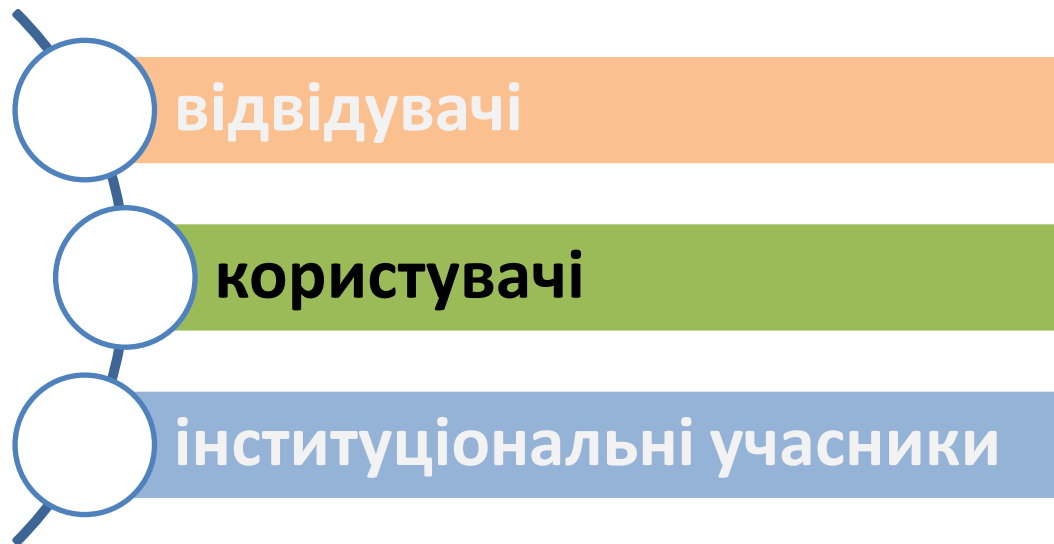 відвідувачі
користувачі
інституціональні учасники